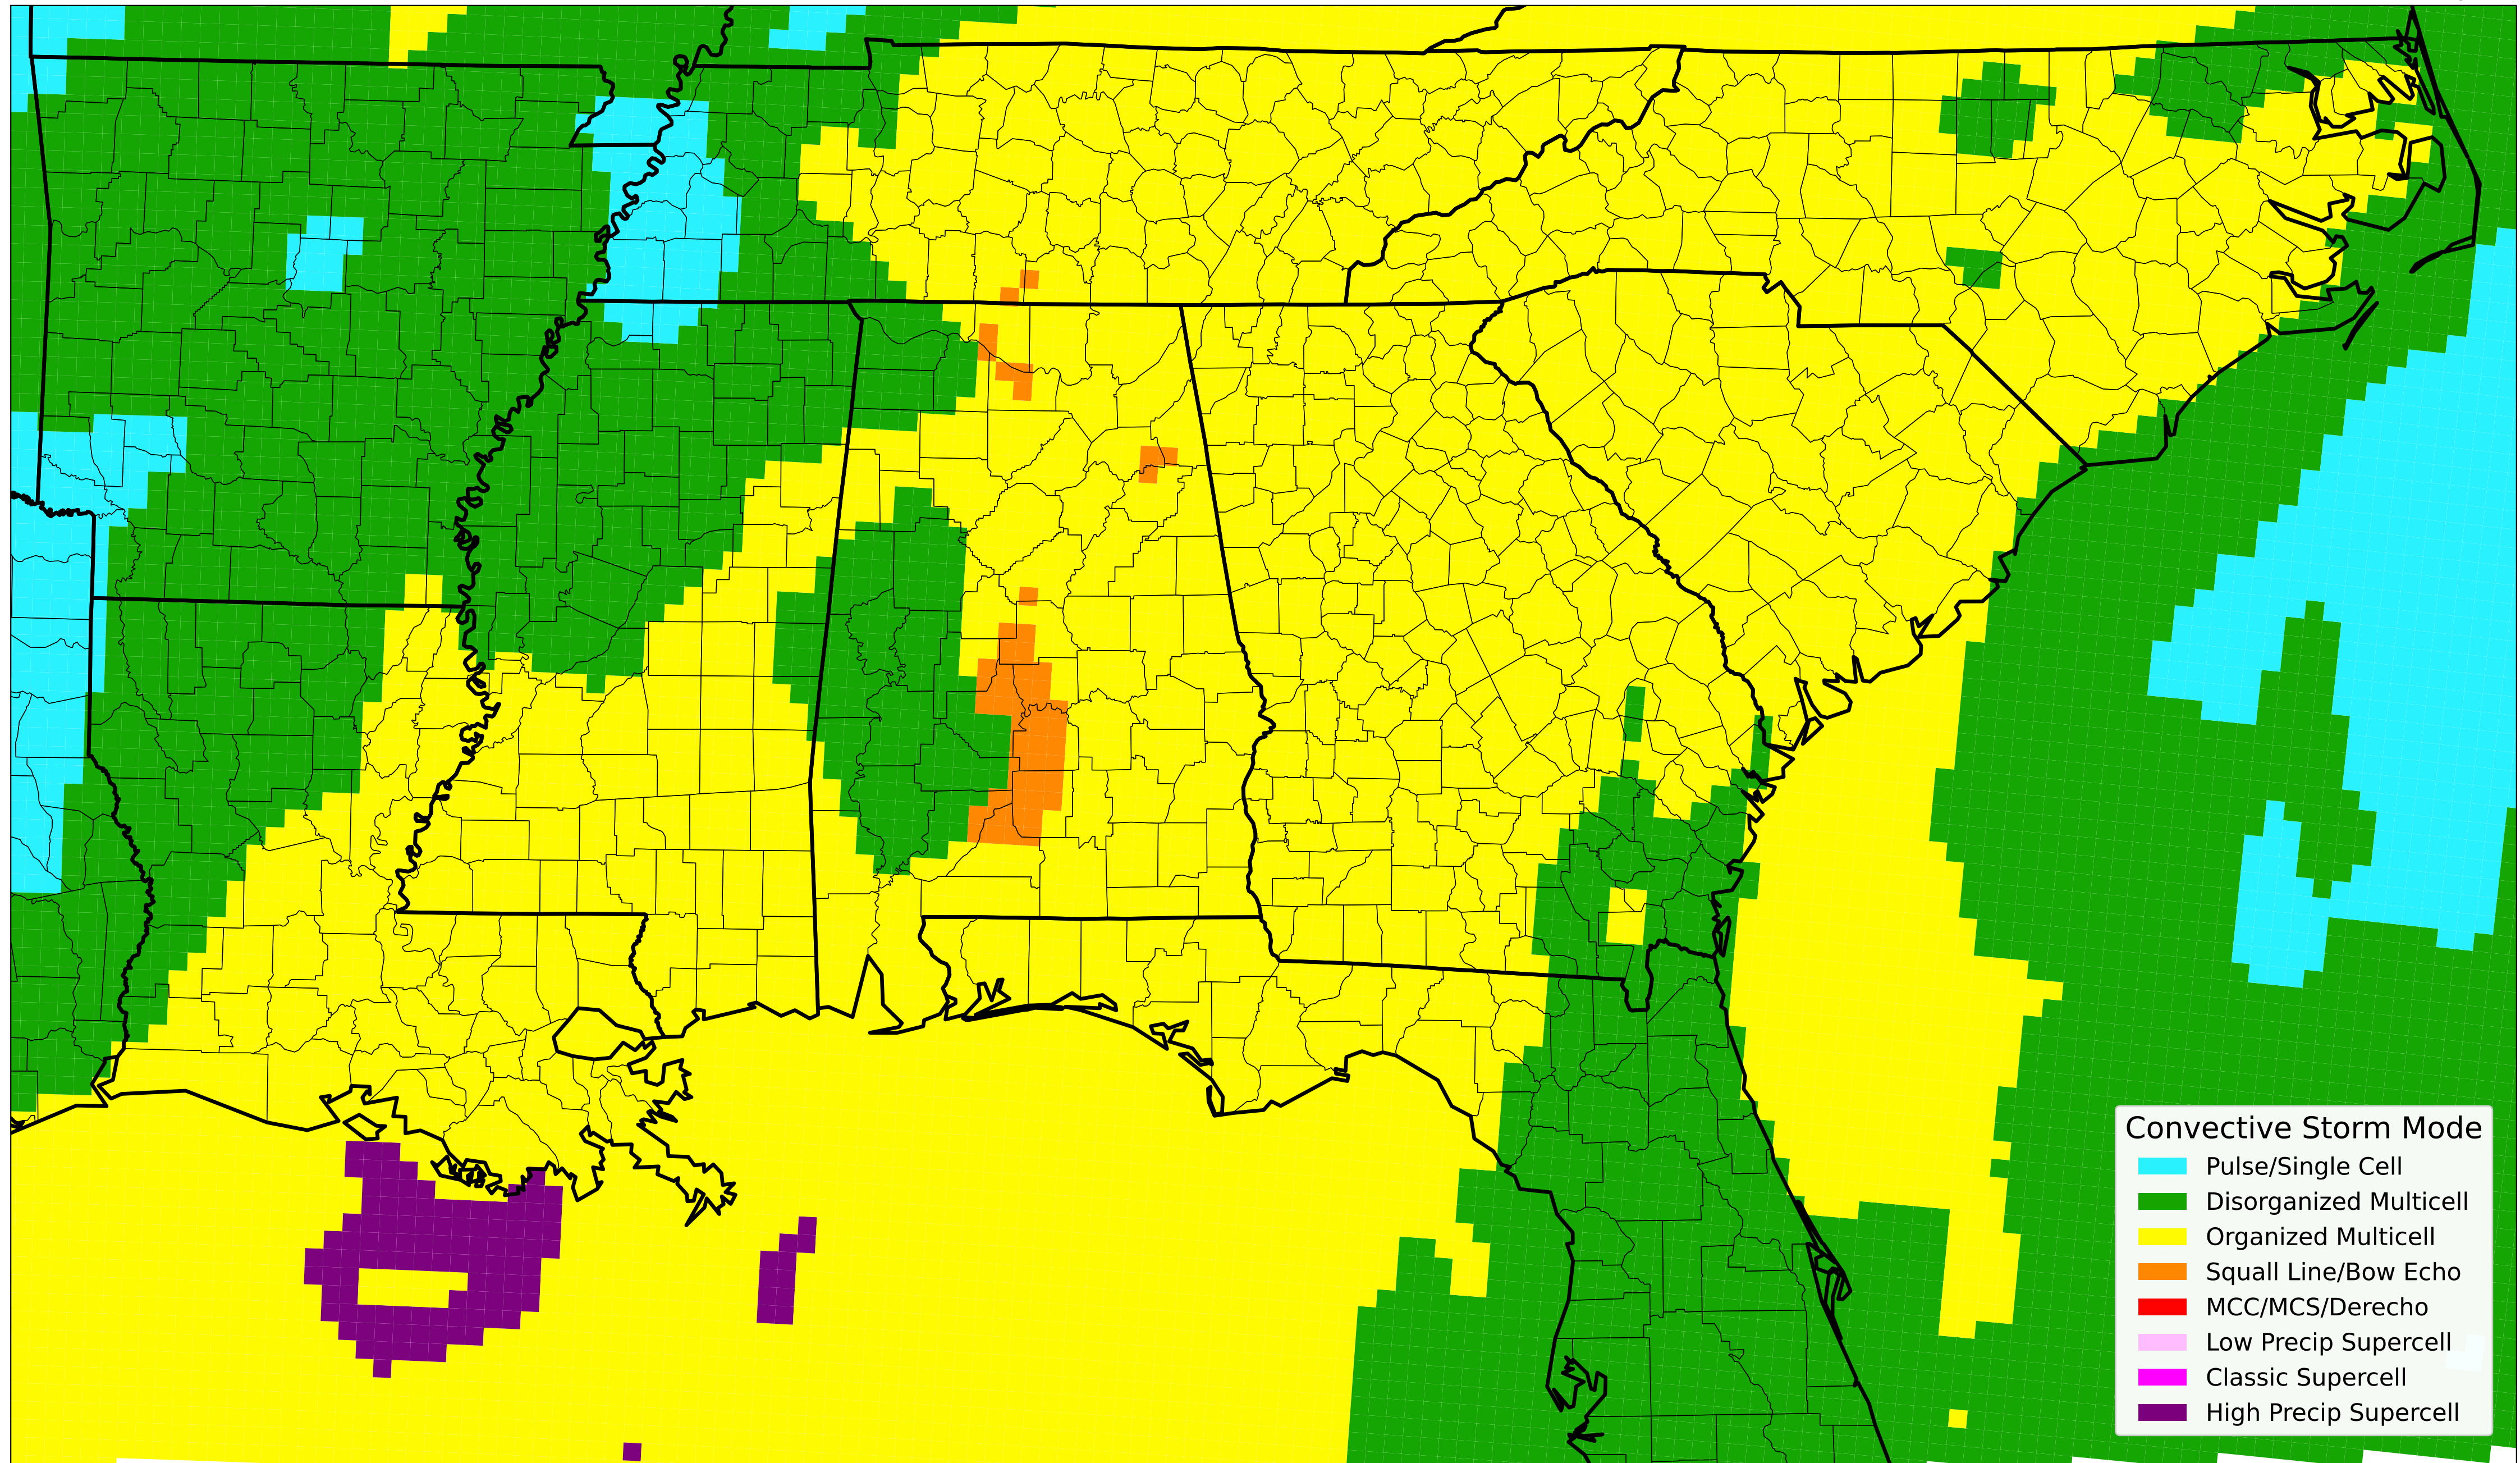 Convective Storm Mode
Pulse/Single Cell
Disorganized Multicell
Organized Multicell
Squall Line/Bow Echo
MCC/MCS/Derecho
Low Precip Supercell
Classic Supercell
High Precip Supercell